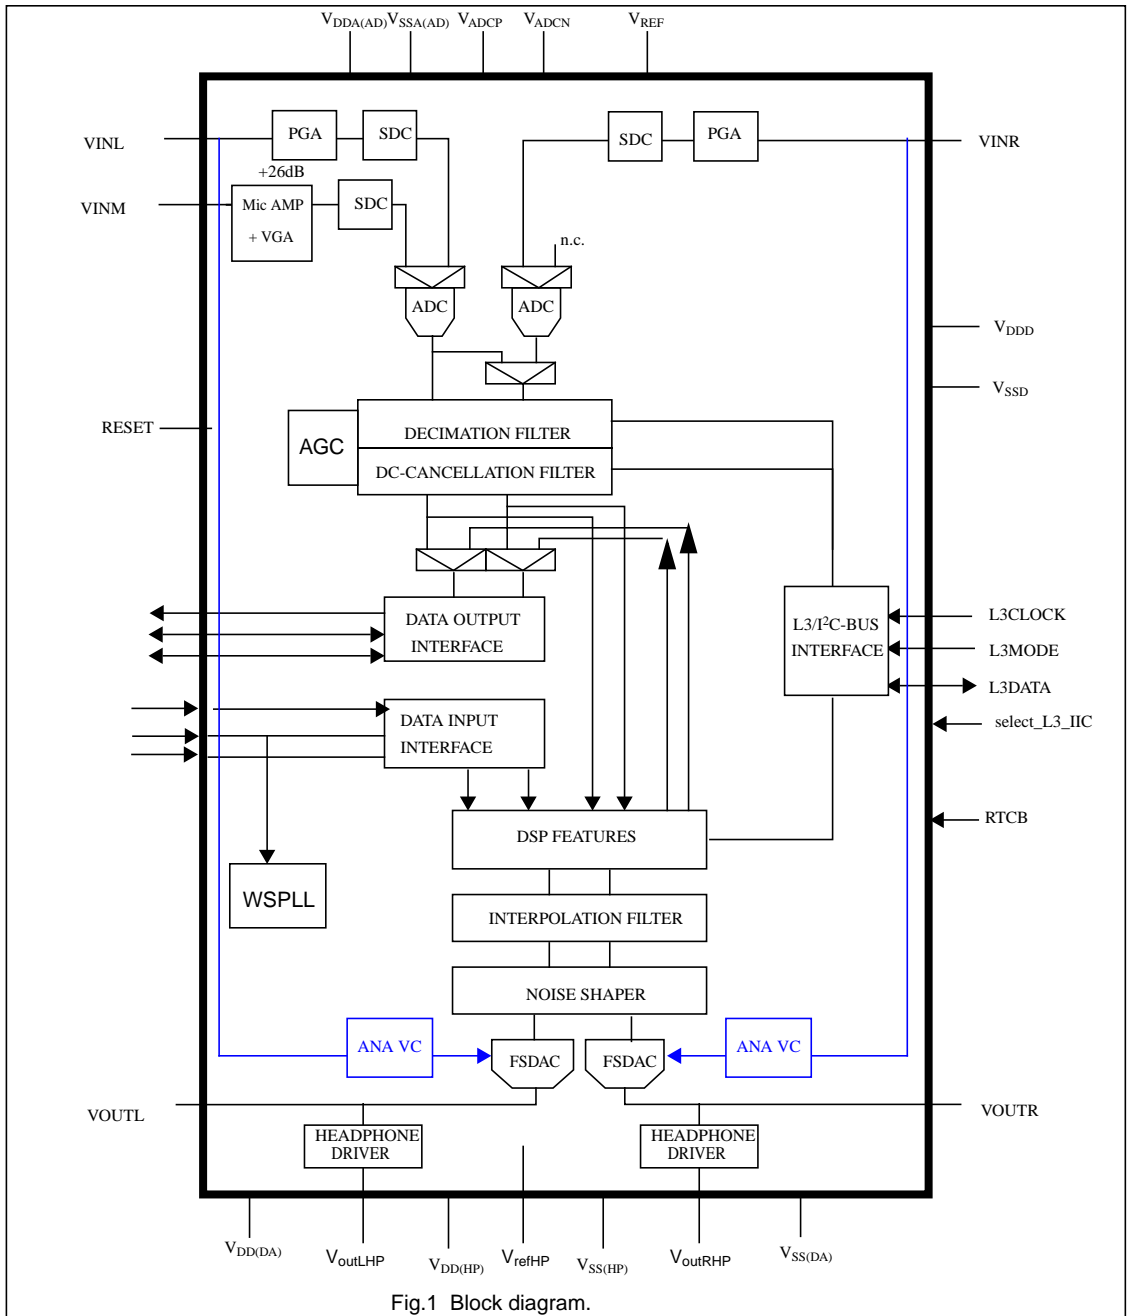 VDDA(AD) VSSA(AD) VADCP VADCN VREF
PGA SDC SDC PGA
VINL VINR
+26dB
VINM Mic AMP SDC
+ VGA n.c.
ADC ADC
VDDD
VSSD
RESET
AGC DECIMATION FILTER
DC-CANCELLATION FILTER
DATA OUTPUT
INTERFACE
L3/I²C-BUS
INTERFACE
L3CLOCK
L3MODE
L3DATA
select_L3_IIC
DATA INPUT
INTERFACE
RTCB
DSP FEATURES
WSPLL
INTERPOLATION FILTER
NOISE SHAPER
ANA VC FSDAC FSDAC ANA VC
VOUTL VOUTR
HEADPHONE
DRIVER
HEADPHONE
DRIVER
VDD(DA) VoutLHP VDD(HP) VrefHP VSS(HP) VoutRHP VSS(DA)
Fig.1 Block diagram.